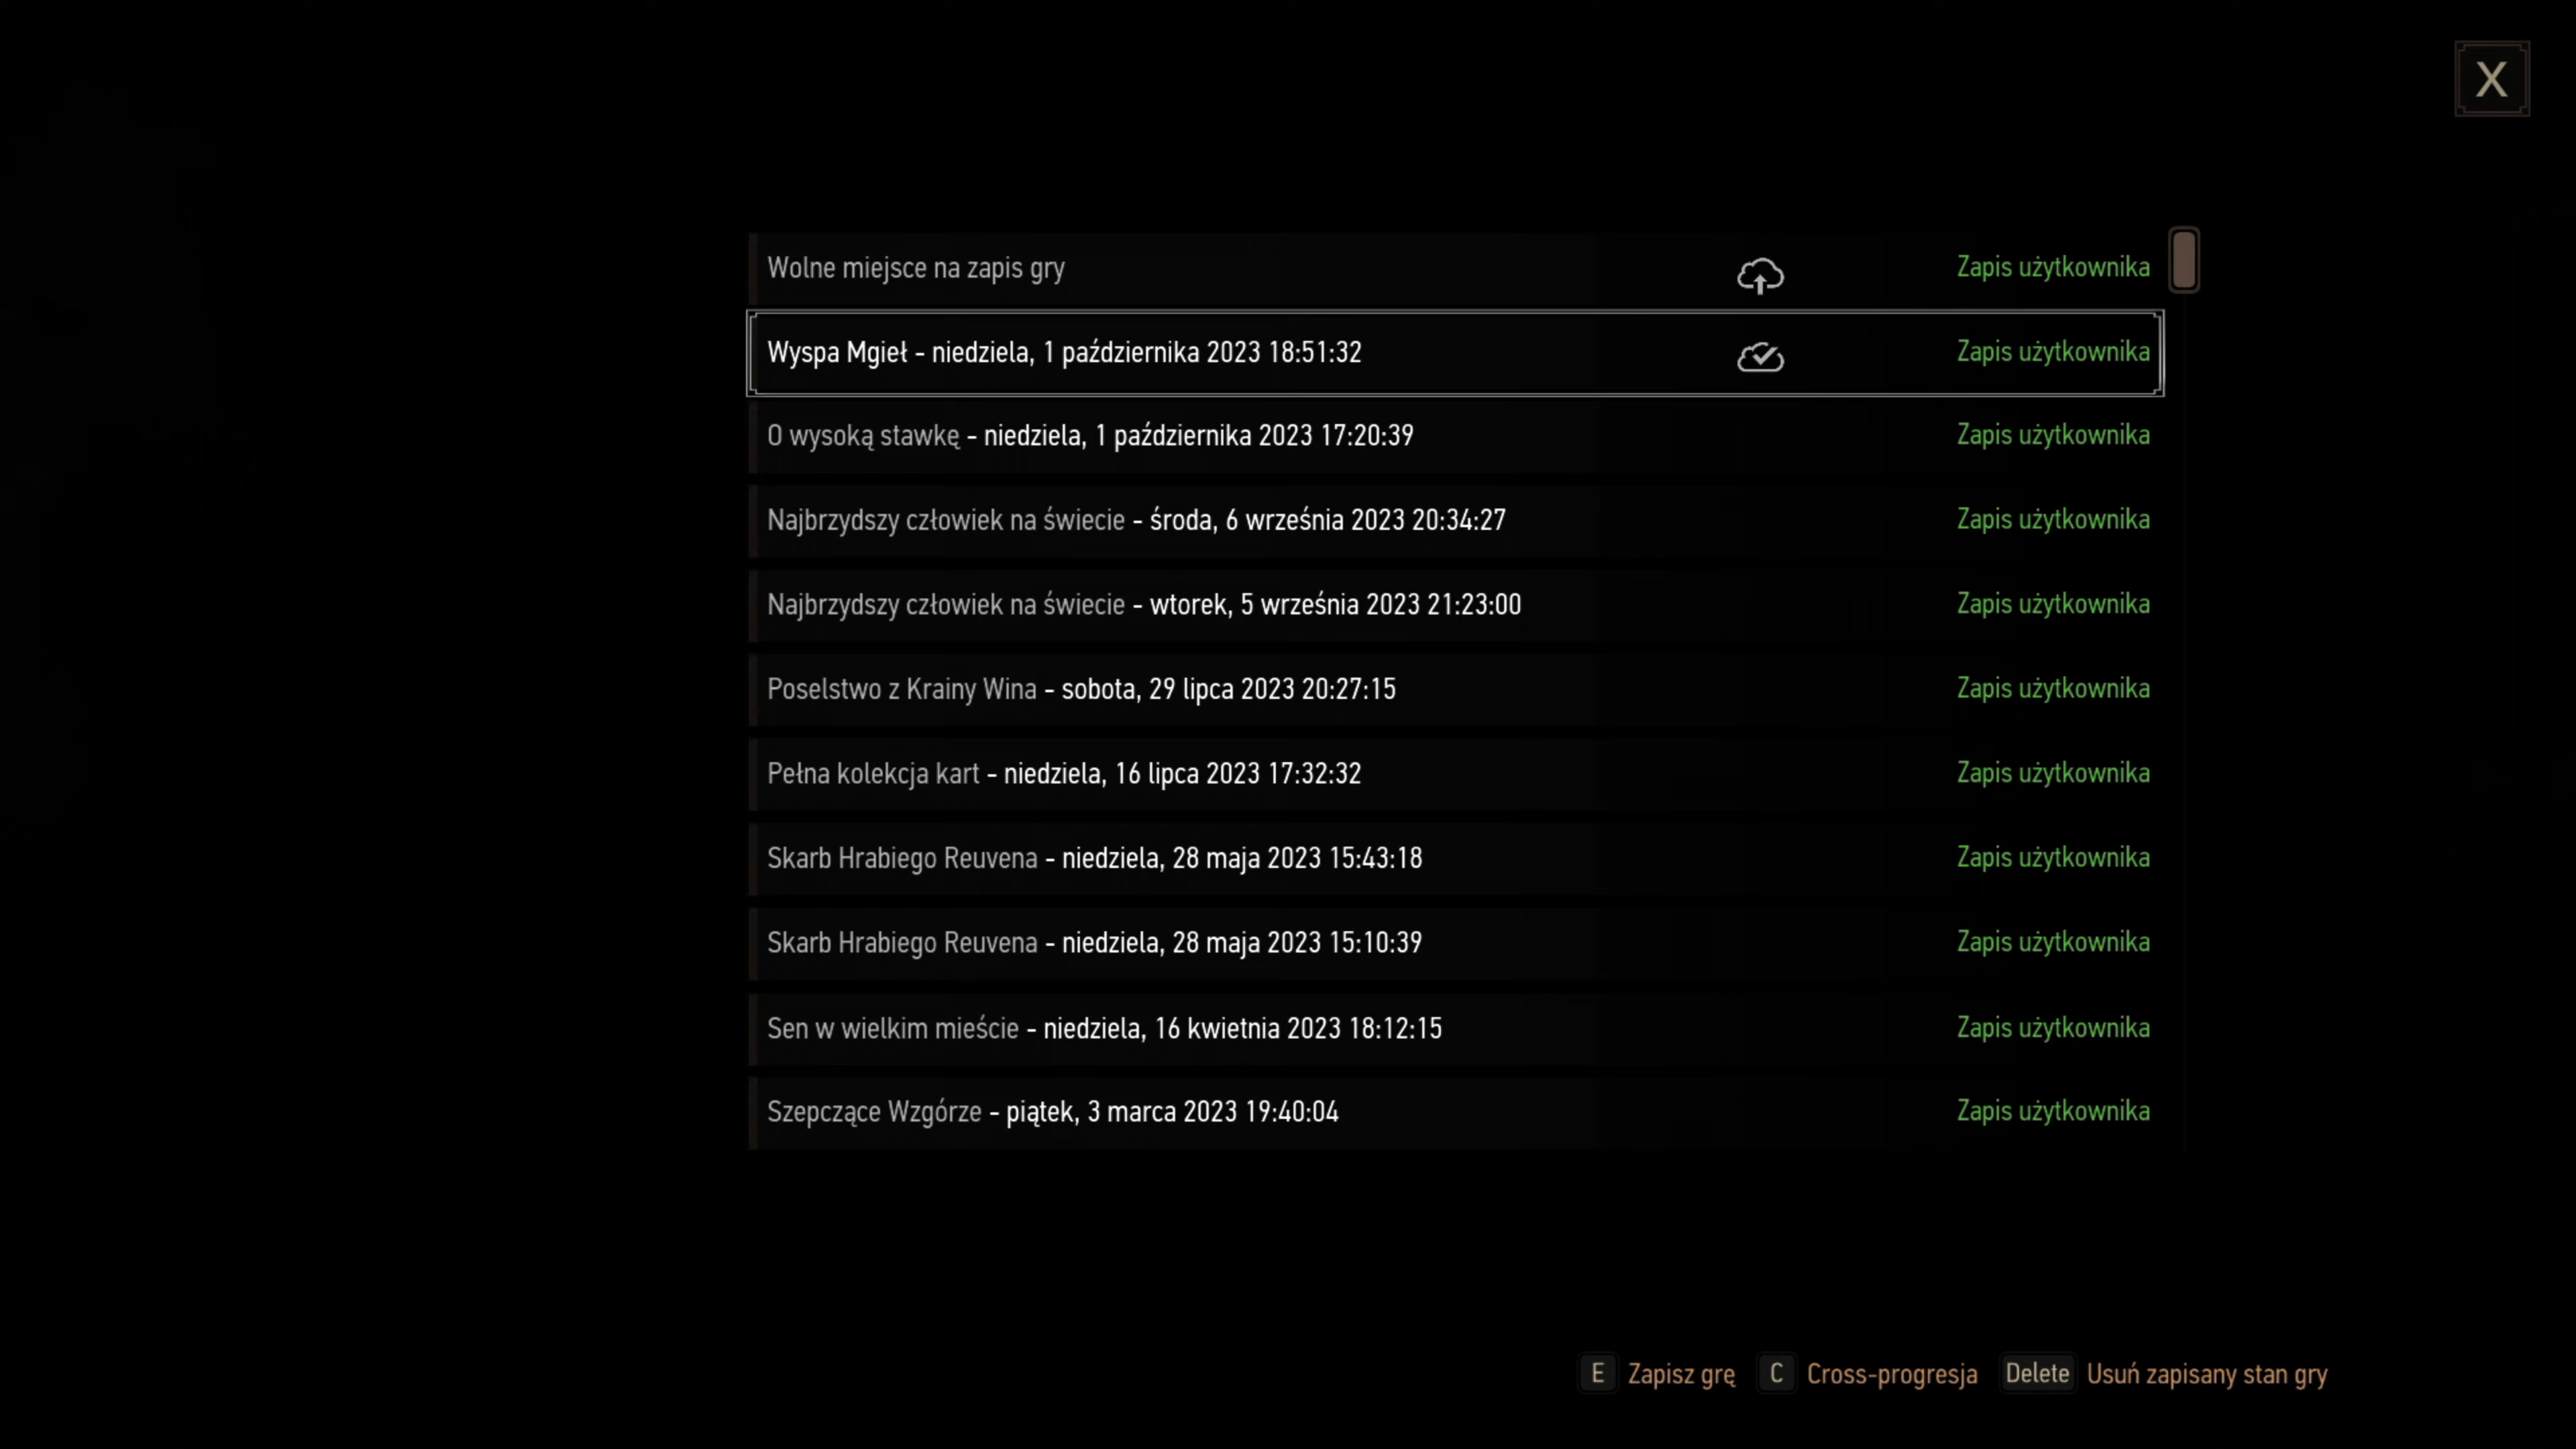 X
Wolne miejsce na zapis gry Zapis użytkownika
Wyspa Mgieł - niedziela, 1 października 2023 18:51:32 Zapis użytkownika
O wysoką stawkę - niedziela, 1 października 2023 17:20:39 Zapis użytkownika
Najbrzydszy człowiek na świecie - środa, 6 września 2023 20:34:27 Zapis użytkownika
Najbrzydszy człowiek na świecie - wtorek, 5 września 2023 21:23:00 Zapis użytkownika
Poselstwo z Krainy Wina - sobota, 29 lipca 2023 20:27:15 Zapis użytkownika
Pełna kolekcja kart - niedziela, 16 lipca 2023 17:32:32 Zapis użytkownika
Skarb Hrabiego Reuvena - niedziela, 28 maja 2023 15:43:18 Zapis użytkownika
Skarb Hrabiego Reuvena - niedziela, 28 maja 2023 15:10:39 Zapis użytkownika
Sen w wielkim mieście - niedziela, 16 kwietnia 2023 18:12:15 Zapis użytkownika
Szepczące Wzgórze - piątek, 3 marca 2023 19:40:04 Zapis użytkownika
E Zapisz grę C Cross-progresja Delete Usuń zapisany stan gry